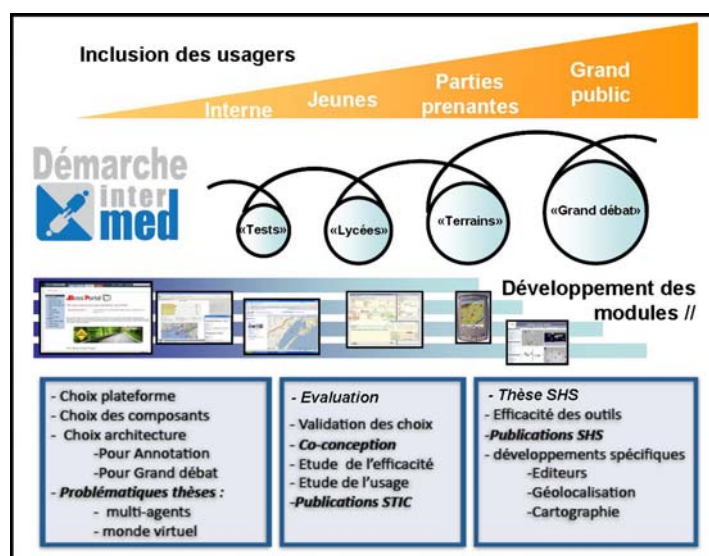 Inclusion des usagers
Interne
Jeunes
Parties
prenantes
Grand
public
Démarche
inter
med
«Tests»
«Lycées»
«Terrains»
«Grand débat»
Développement des
modules //
- Choix plateforme
- Choix des composants
- Choix architecture
-Pour Annotation
-Pour Grand débat
- Problématiques thèses :
- multi-agents
- monde virtuel
- Evaluation
- Validation des choix
- Co-conception
- Etude de l'efficacité
- Etude de l'usage
-Publications STIC
- Thèse SHS
- Efficacité des outils
-Publications SHS
- développements spécifiques
-Editeurs
-Géolocalisation
-Cartographie